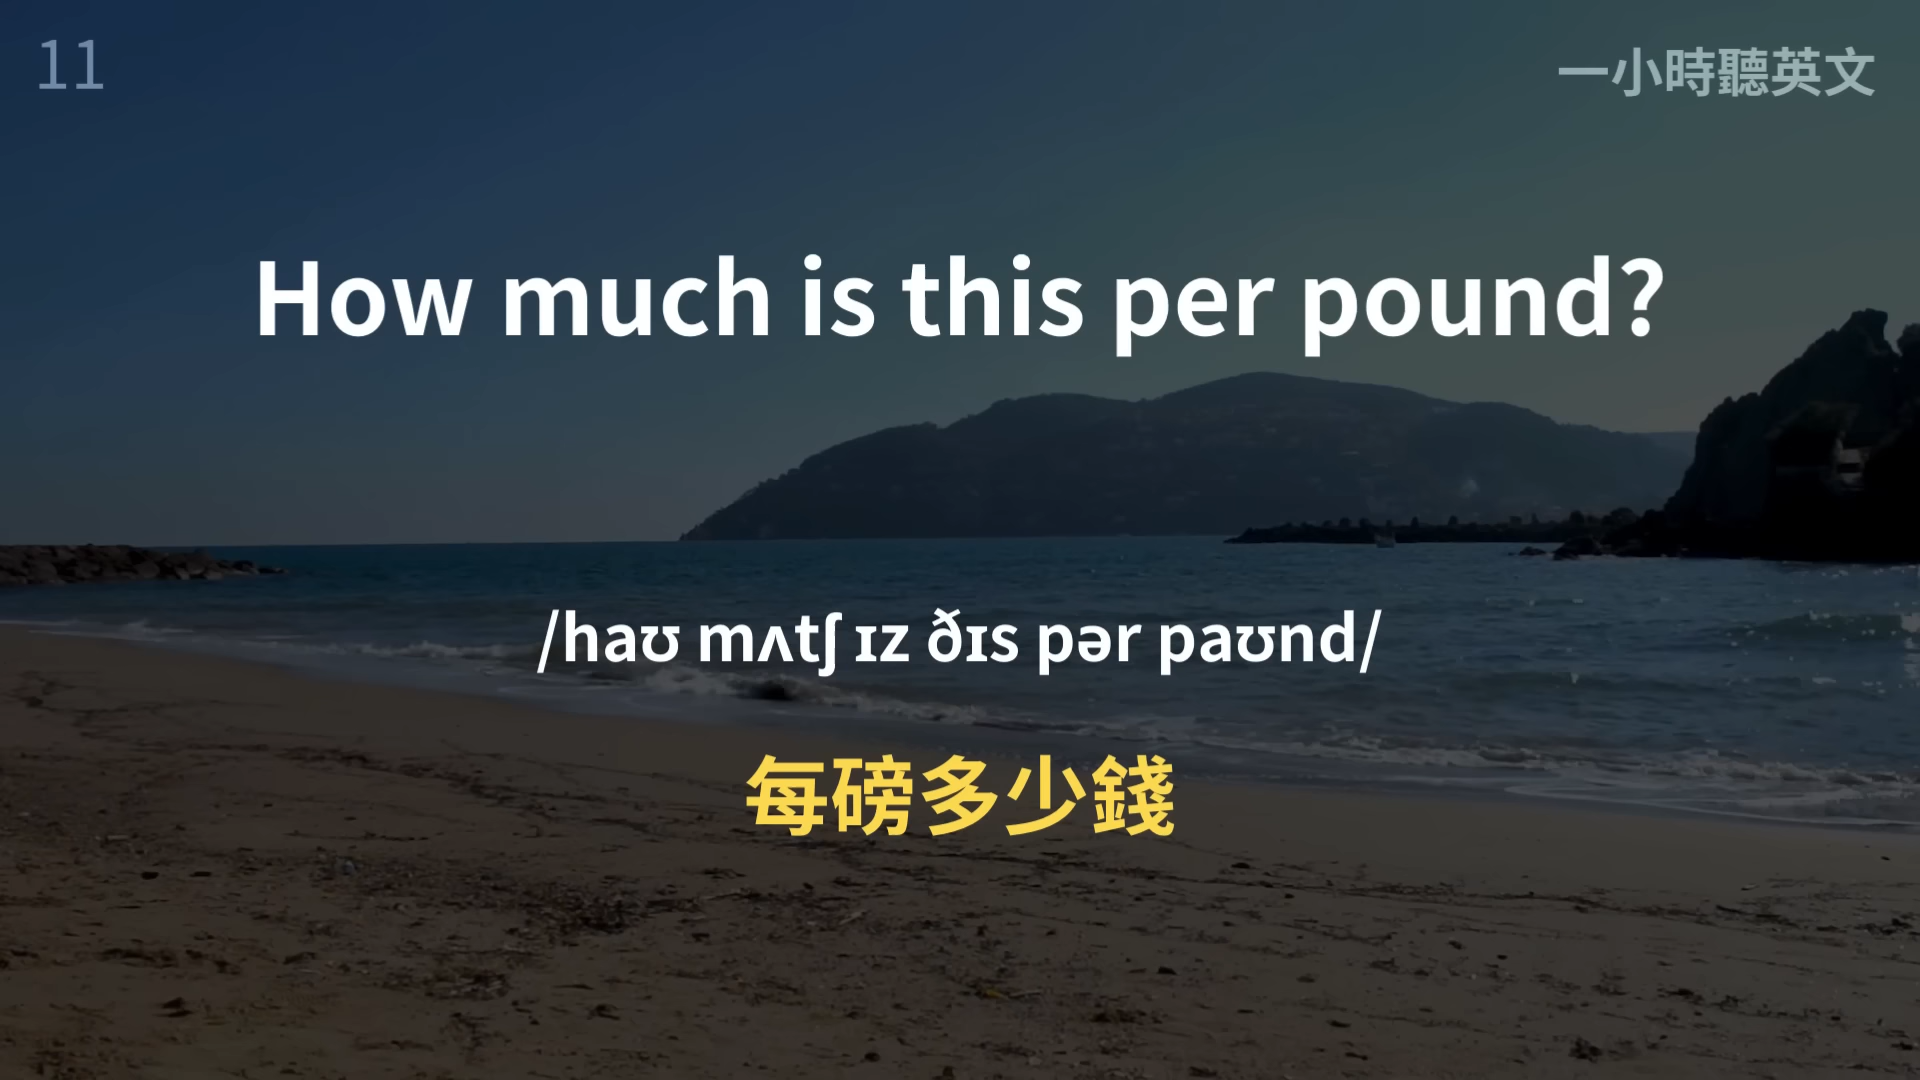 11
一小時聽英文
How much is this per pound?
/haʊ mʌtʃ ɪz ðɪs pər paʊnd/
每磅多少錢